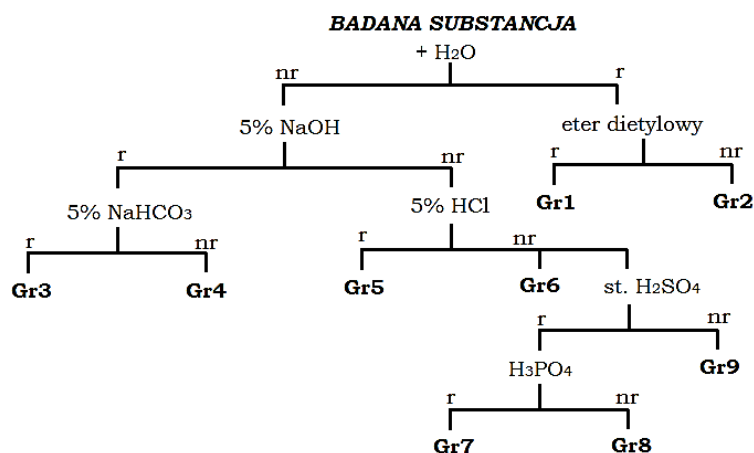 BADANA SUBSTANCJA
+ H2O
nr r
5% NaOH eter dietylowy
r nr r nr
5% NaHCO3 5% HCl Gr1 Gr2
r nr r nr
Gr3 Gr4 Gr5 Gr6 st. H2SO4
r nr
H3PO4 Gr9
r nr
Gr7 Gr8